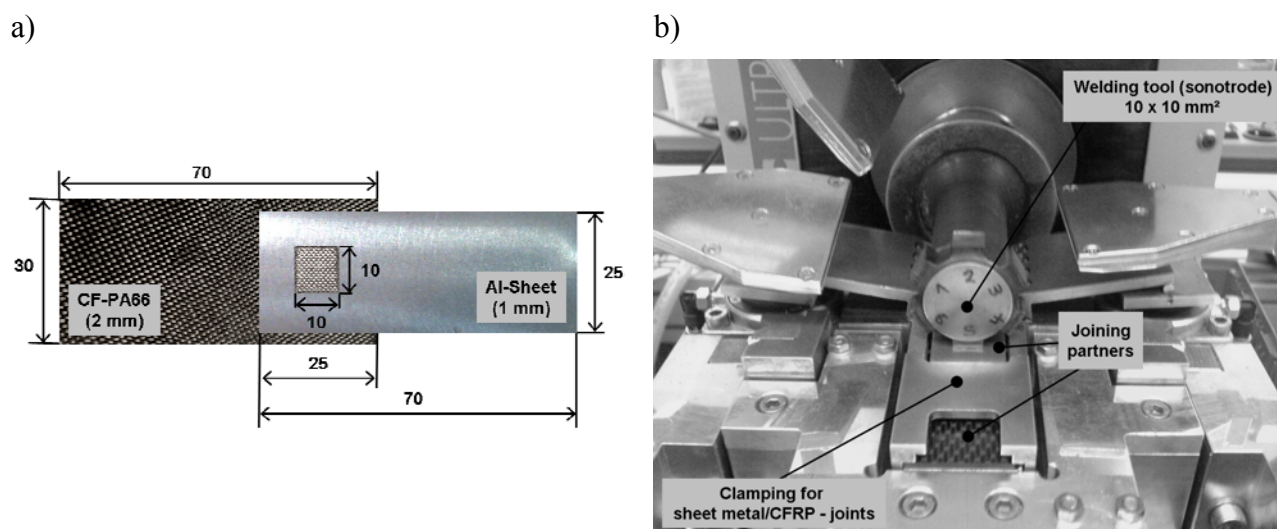 a)
b)
70
30
10
10
25
CF-PA66
(2 mm)
Al-Sheet
(1 mm)
25
70
Welding tool (sonotrode)
10 x 10 mm²
1
2
3
4
5
6
Joining
partners
Clamping for
sheet metal/CFRP - joints